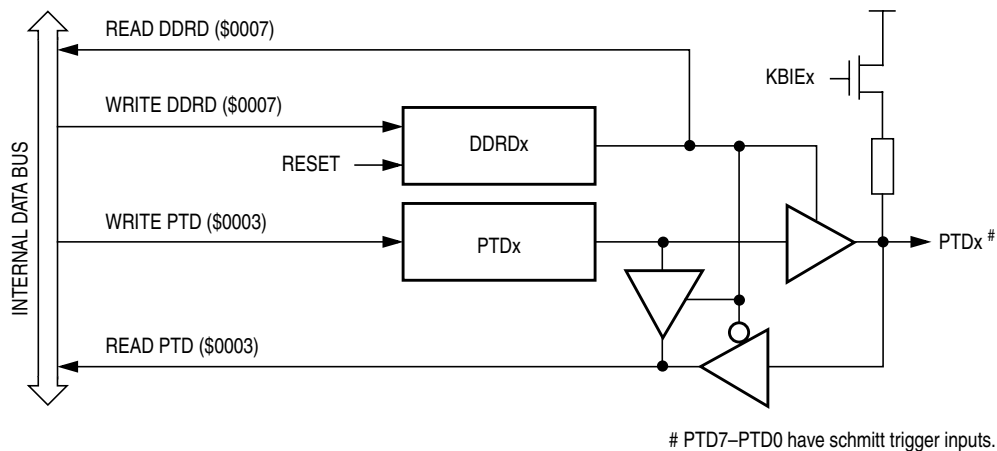 READ DDRD ($0007)
KBIEx
WRITE DDRD ($0007)
DDRDx
RESET
INTERNAL DATA BUS
WRITE PTD ($0003)
PTDx
PTDx #
READ PTD ($0003)
# PTD7–PTD0 have schmitt trigger inputs.